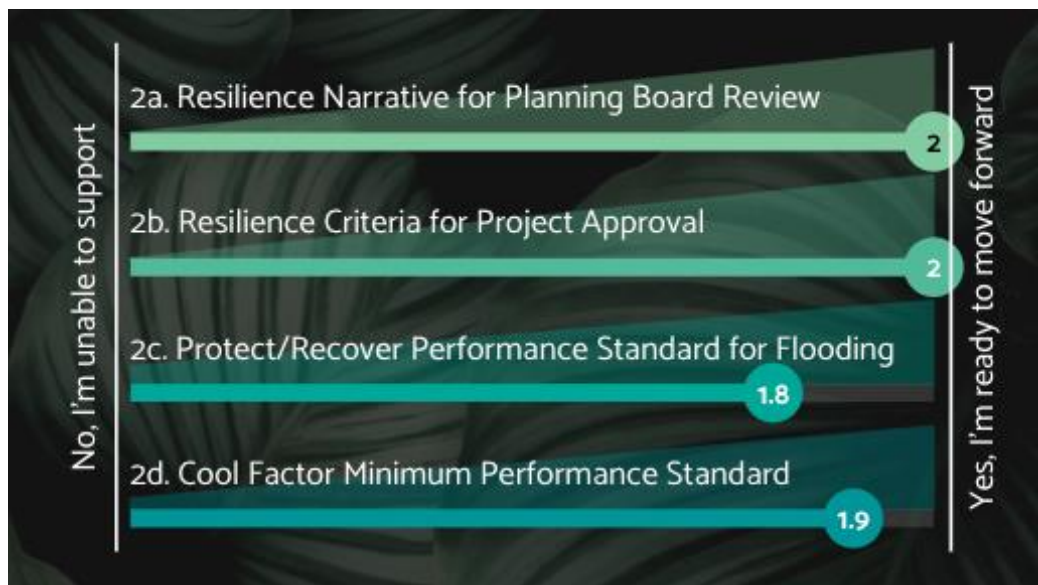 No, I'm unable to support
2a. Resilience Narrative for Planning Board Review
2
2b. Resilience Criteria for Project Approval
2
2c. Protect/Recover Performance Standard for Flooding
1.8
2d. Cool Factor Minimum Performance Standard
1.9
Yes, I'm ready to move forward